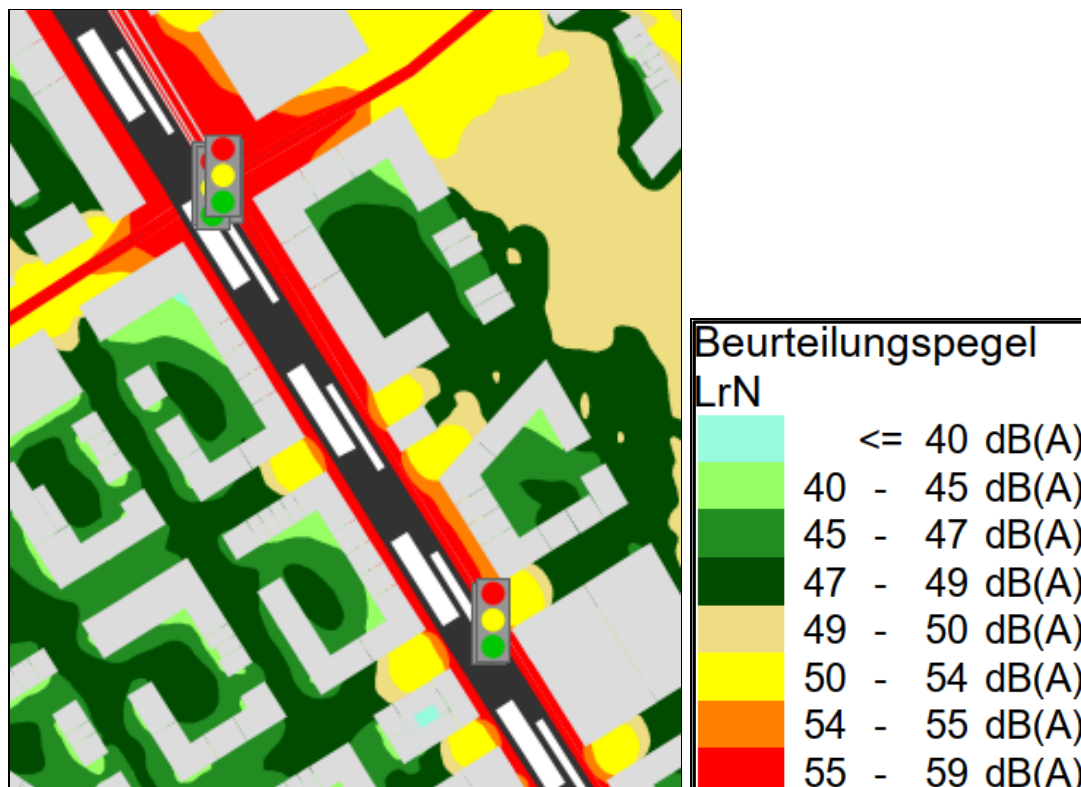 Beurteilungspegel
LrN
<= 40 dB(A)
40 - 45 dB(A)
45 - 47 dB(A)
47 - 49 dB(A)
49 - 50 dB(A)
50 - 54 dB(A)
54 - 55 dB(A)
55 - 59 dB(A)